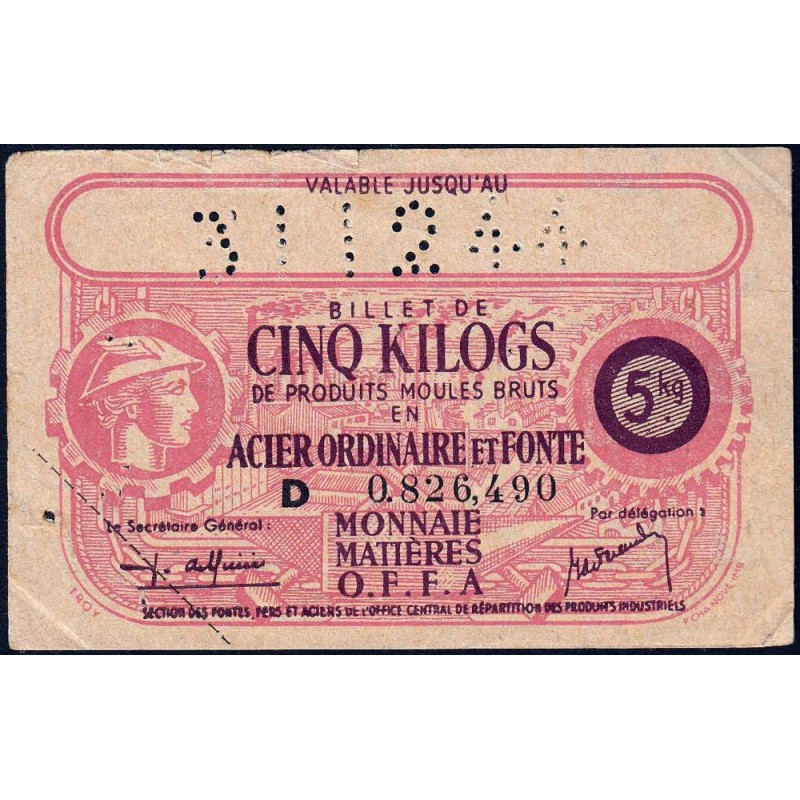 VALABLE JUSQU'AU
31 12 44
BILLET DE
CINQ KILOGS
DE PRODUITS MOULES BRUTS
EN
ACIER ORDINAIRE ET FONTE
5 kg
D 0.826,490
Le Secrétaire Général :
Par délégation :
MONNAIE
MATIÈRES
O.F.F.A
TROY
SECTION DES FONTES, FERS ET ACIERS DE L'OFFICE CENTRAL DE RÉPARTITION DES PRODUITS INDUSTRIELS